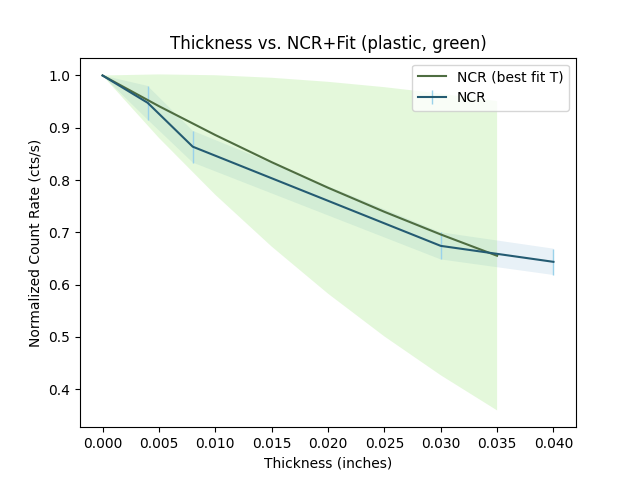 Thickness vs. NCR+Fit (plastic, green)
NCR (best fit T)
NCR
Normalized Count Rate (cts/s)
1.0
0.9
0.8
0.7
0.6
0.5
0.4
0.000 0.005 0.010 0.015 0.020 0.025 0.030 0.035 0.040
Thickness (inches)